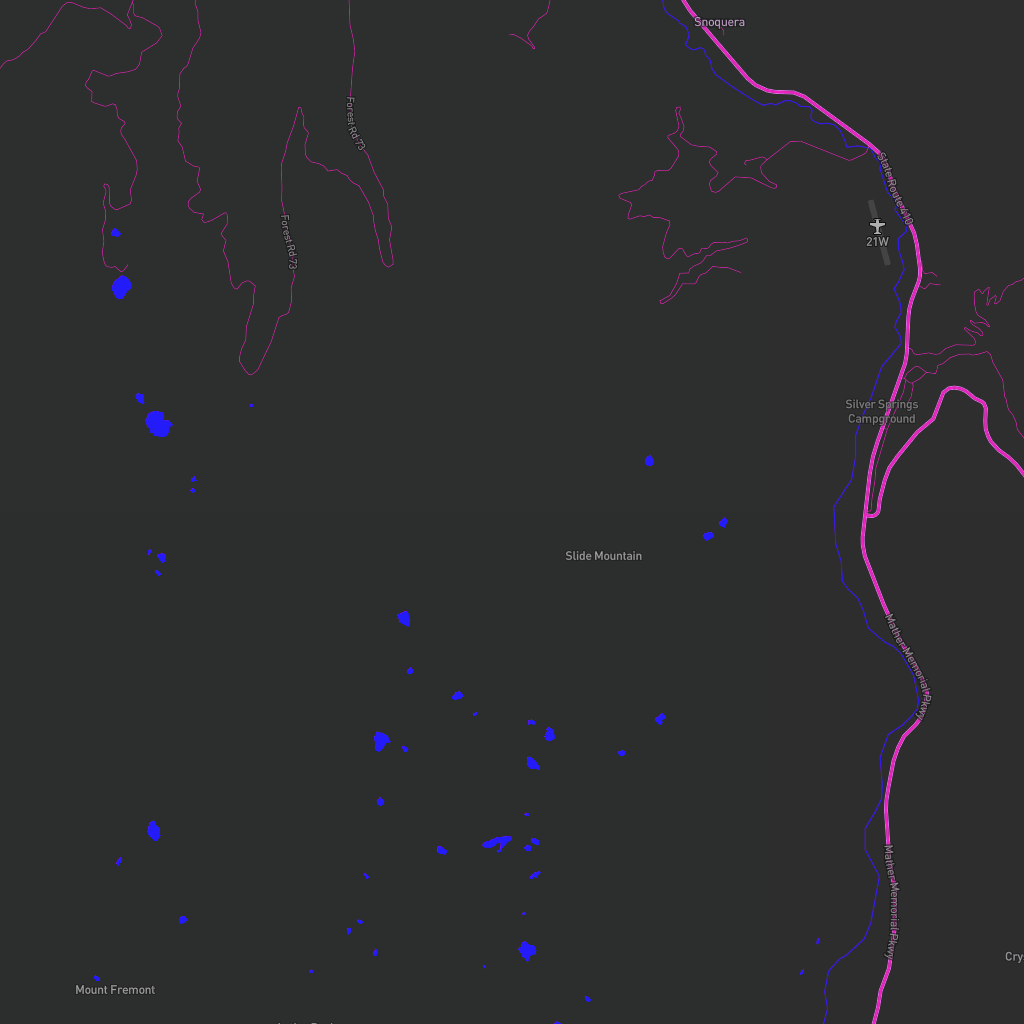 Snoquera
Forest Rd 73
State Route 410
Forest Rd 73
21W
Silver Springs
Campground
Slide Mountain
Mather Memorial Pkwy
Mather Memorial Pkwy
Crys
Mount Fremont